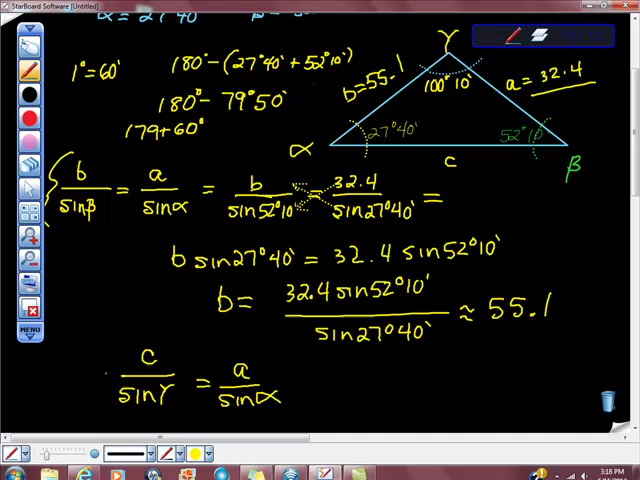 StarBoard Software [Untitled]
α = 27°40'
1° = 60'
180 - (27°40' + 52°10')
180 - 79°50'
179 + 60'
γ
b = 55.1
a = 32.4
100°10'
27°40'
52°10'
α
c
β
b/sinβ = a/sinα = b/sin52°10' = 32.4/sin27°40' =
b sin27°40' = 32.4 sin52°10'
b = 32.4 sin52°10' / sin27°40' ≈ 55.1
c/sinγ = a/sinα
MENU
3:18 PM